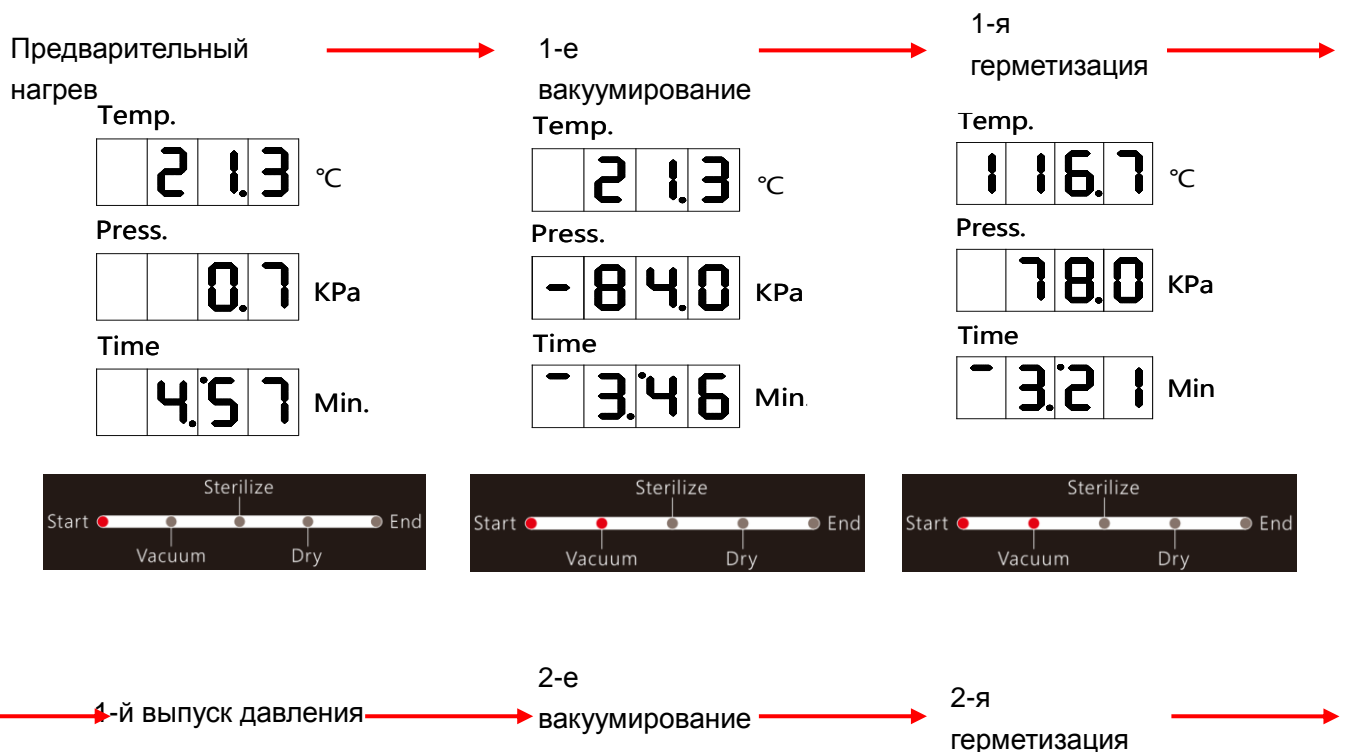 Предварительный
нагрев
Temp.
21.3 °C
Press.
0.7 KPa
Time
4:57 Min.
Start
Sterilize
End
Vacuum
Dry
1-е
вакуумирование
Temp.
21.3 °C
Press.
-84.0 KPa
Time
-3:46 Min.
Start
Sterilize
End
Vacuum
Dry
1-я
герметизация
Temp.
116.7 °C
Press.
78.0 KPa
Time
-3:21 Min
Start
Sterilize
End
Vacuum
Dry
1-й выпуск давления
2-е
вакуумирование
2-я
герметизация